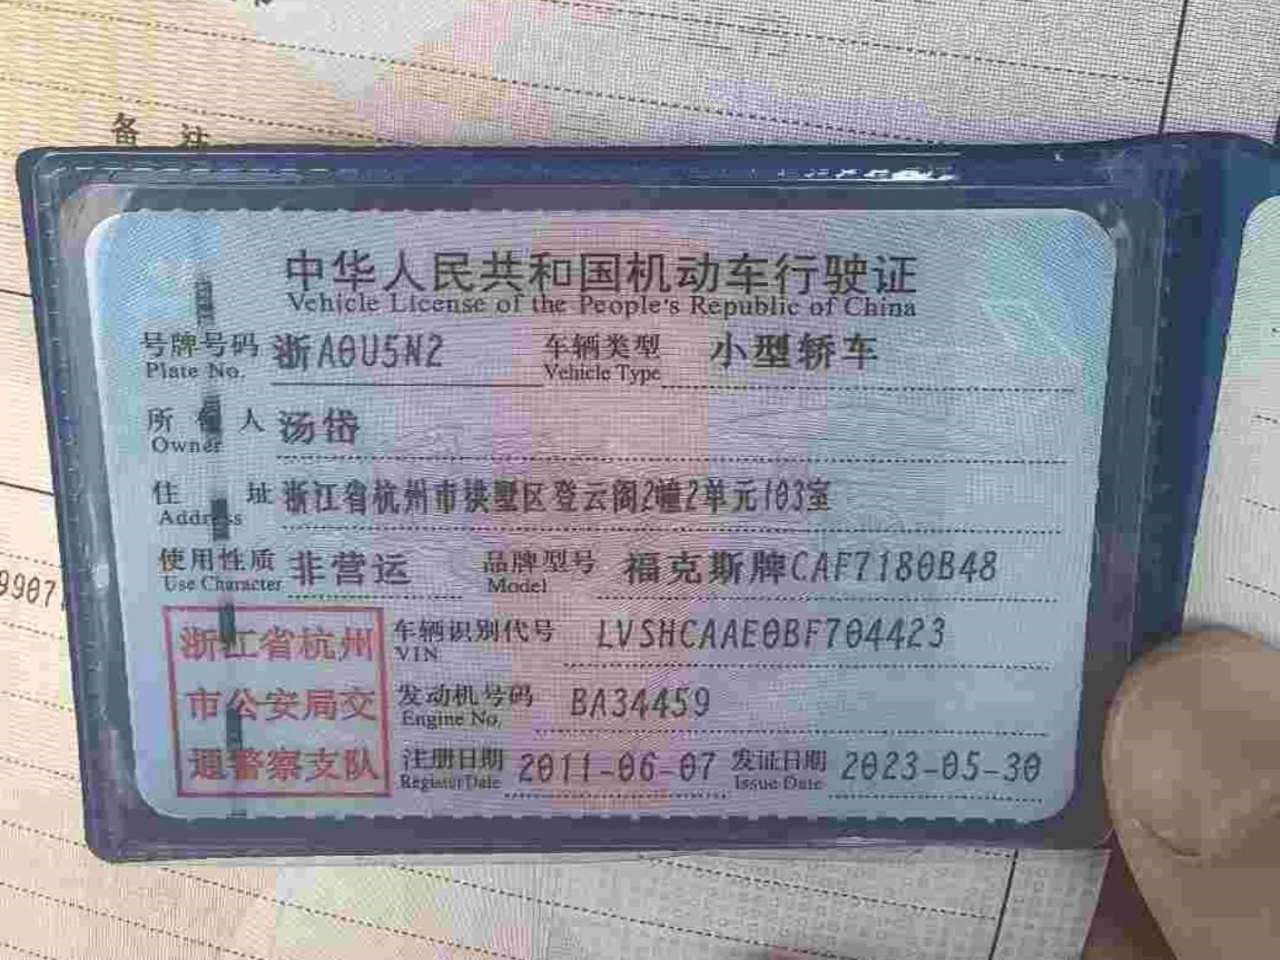 备 注
中华人民共和国机动车行驶证
Vehicle License of the People's Republic of China
号牌号码 浙A0U5N2 车辆类型 小型轿车
Plate No. Vehicle Type
所有人 汤岱
Owner
住 址 浙江省杭州市拱墅区登云阁2幢2单元103室
Address
使用性质 非营运 品牌型号 福克斯牌CAF7180B48
Use Character Model
浙江省杭州
市公安局交
通警察支队
车辆识别代号 LVSHCAAE0BF704423
VIN
发动机号码 BA34459
Engine No.
注册日期 2011-06-07 发证日期 2023-05-30
Register Date Issue Date
9907